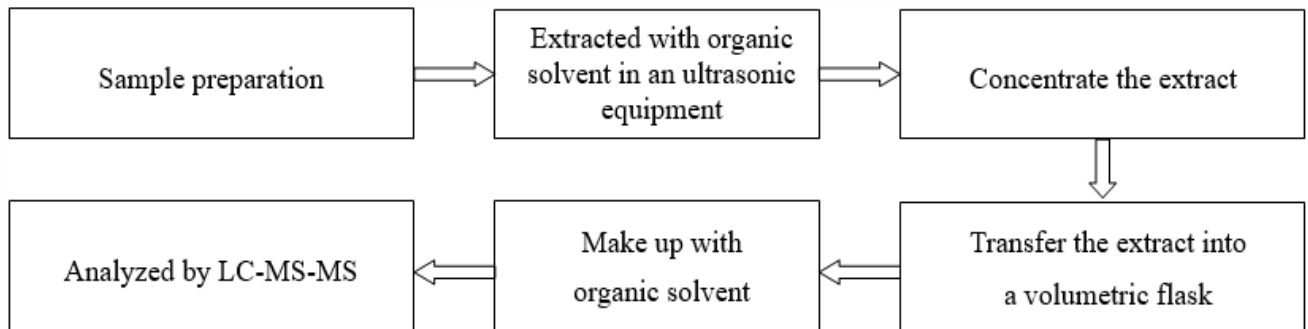 Sample preparation
Extracted with organic
solvent in an ultrasonic
equipment
Concentrate the extract
Transfer the extract into
a volumetric flask
Make up with
organic solvent
Analyzed by LC-MS-MS